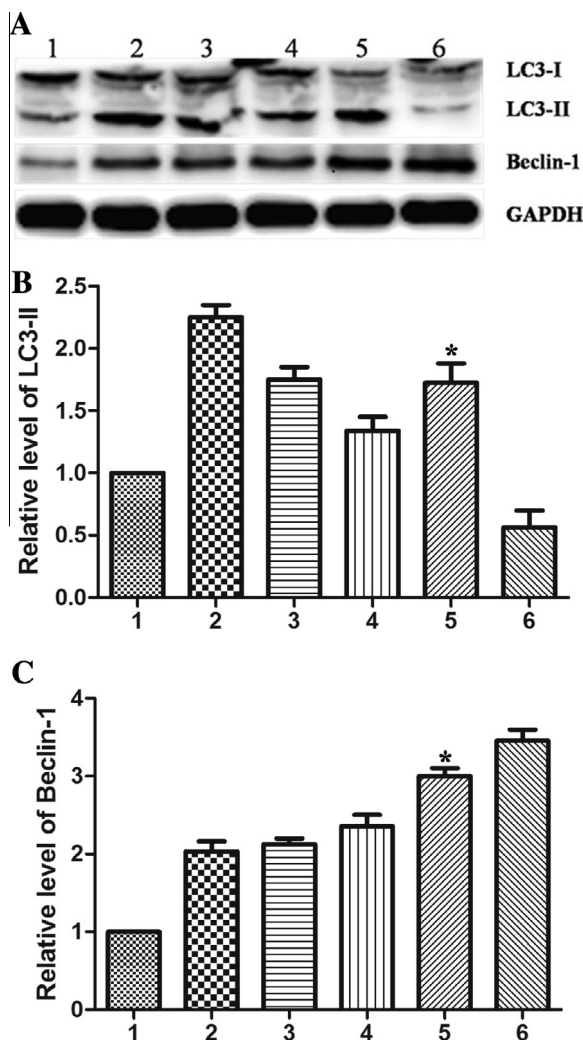 A
1 2 3 4 5 6
LC3-I
LC3-II
Beclin-1
GAPDH
B
Relative level of LC3-II
2.5
2.0
1.5
1.0
0.5
0.0
*
1 2 3 4 5 6
C
Relative level of Beclin-1
4
3
2
1
0
*
1 2 3 4 5 6